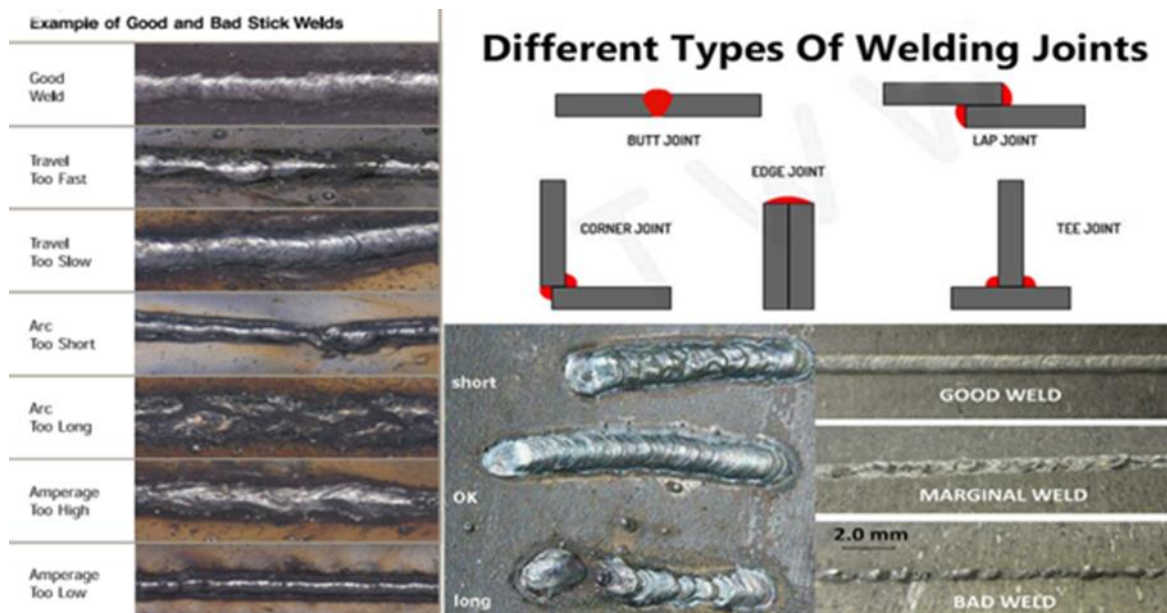 Example of Good and Bad Stick Welds
Good
Weld
Travel
Too Fast
Travel
Too Slow
Arc
Too Short
Arc
Too Long
Amperage
Too High
Amperage
Too Low
Different Types Of Welding Joints
BUTT JOINT
LAP JOINT
EDGE JOINT
CORNER JOINT
TEE JOINT
short
OK
long
GOOD WELD
MARGINAL WELD
2.0 mm
BAD WELD